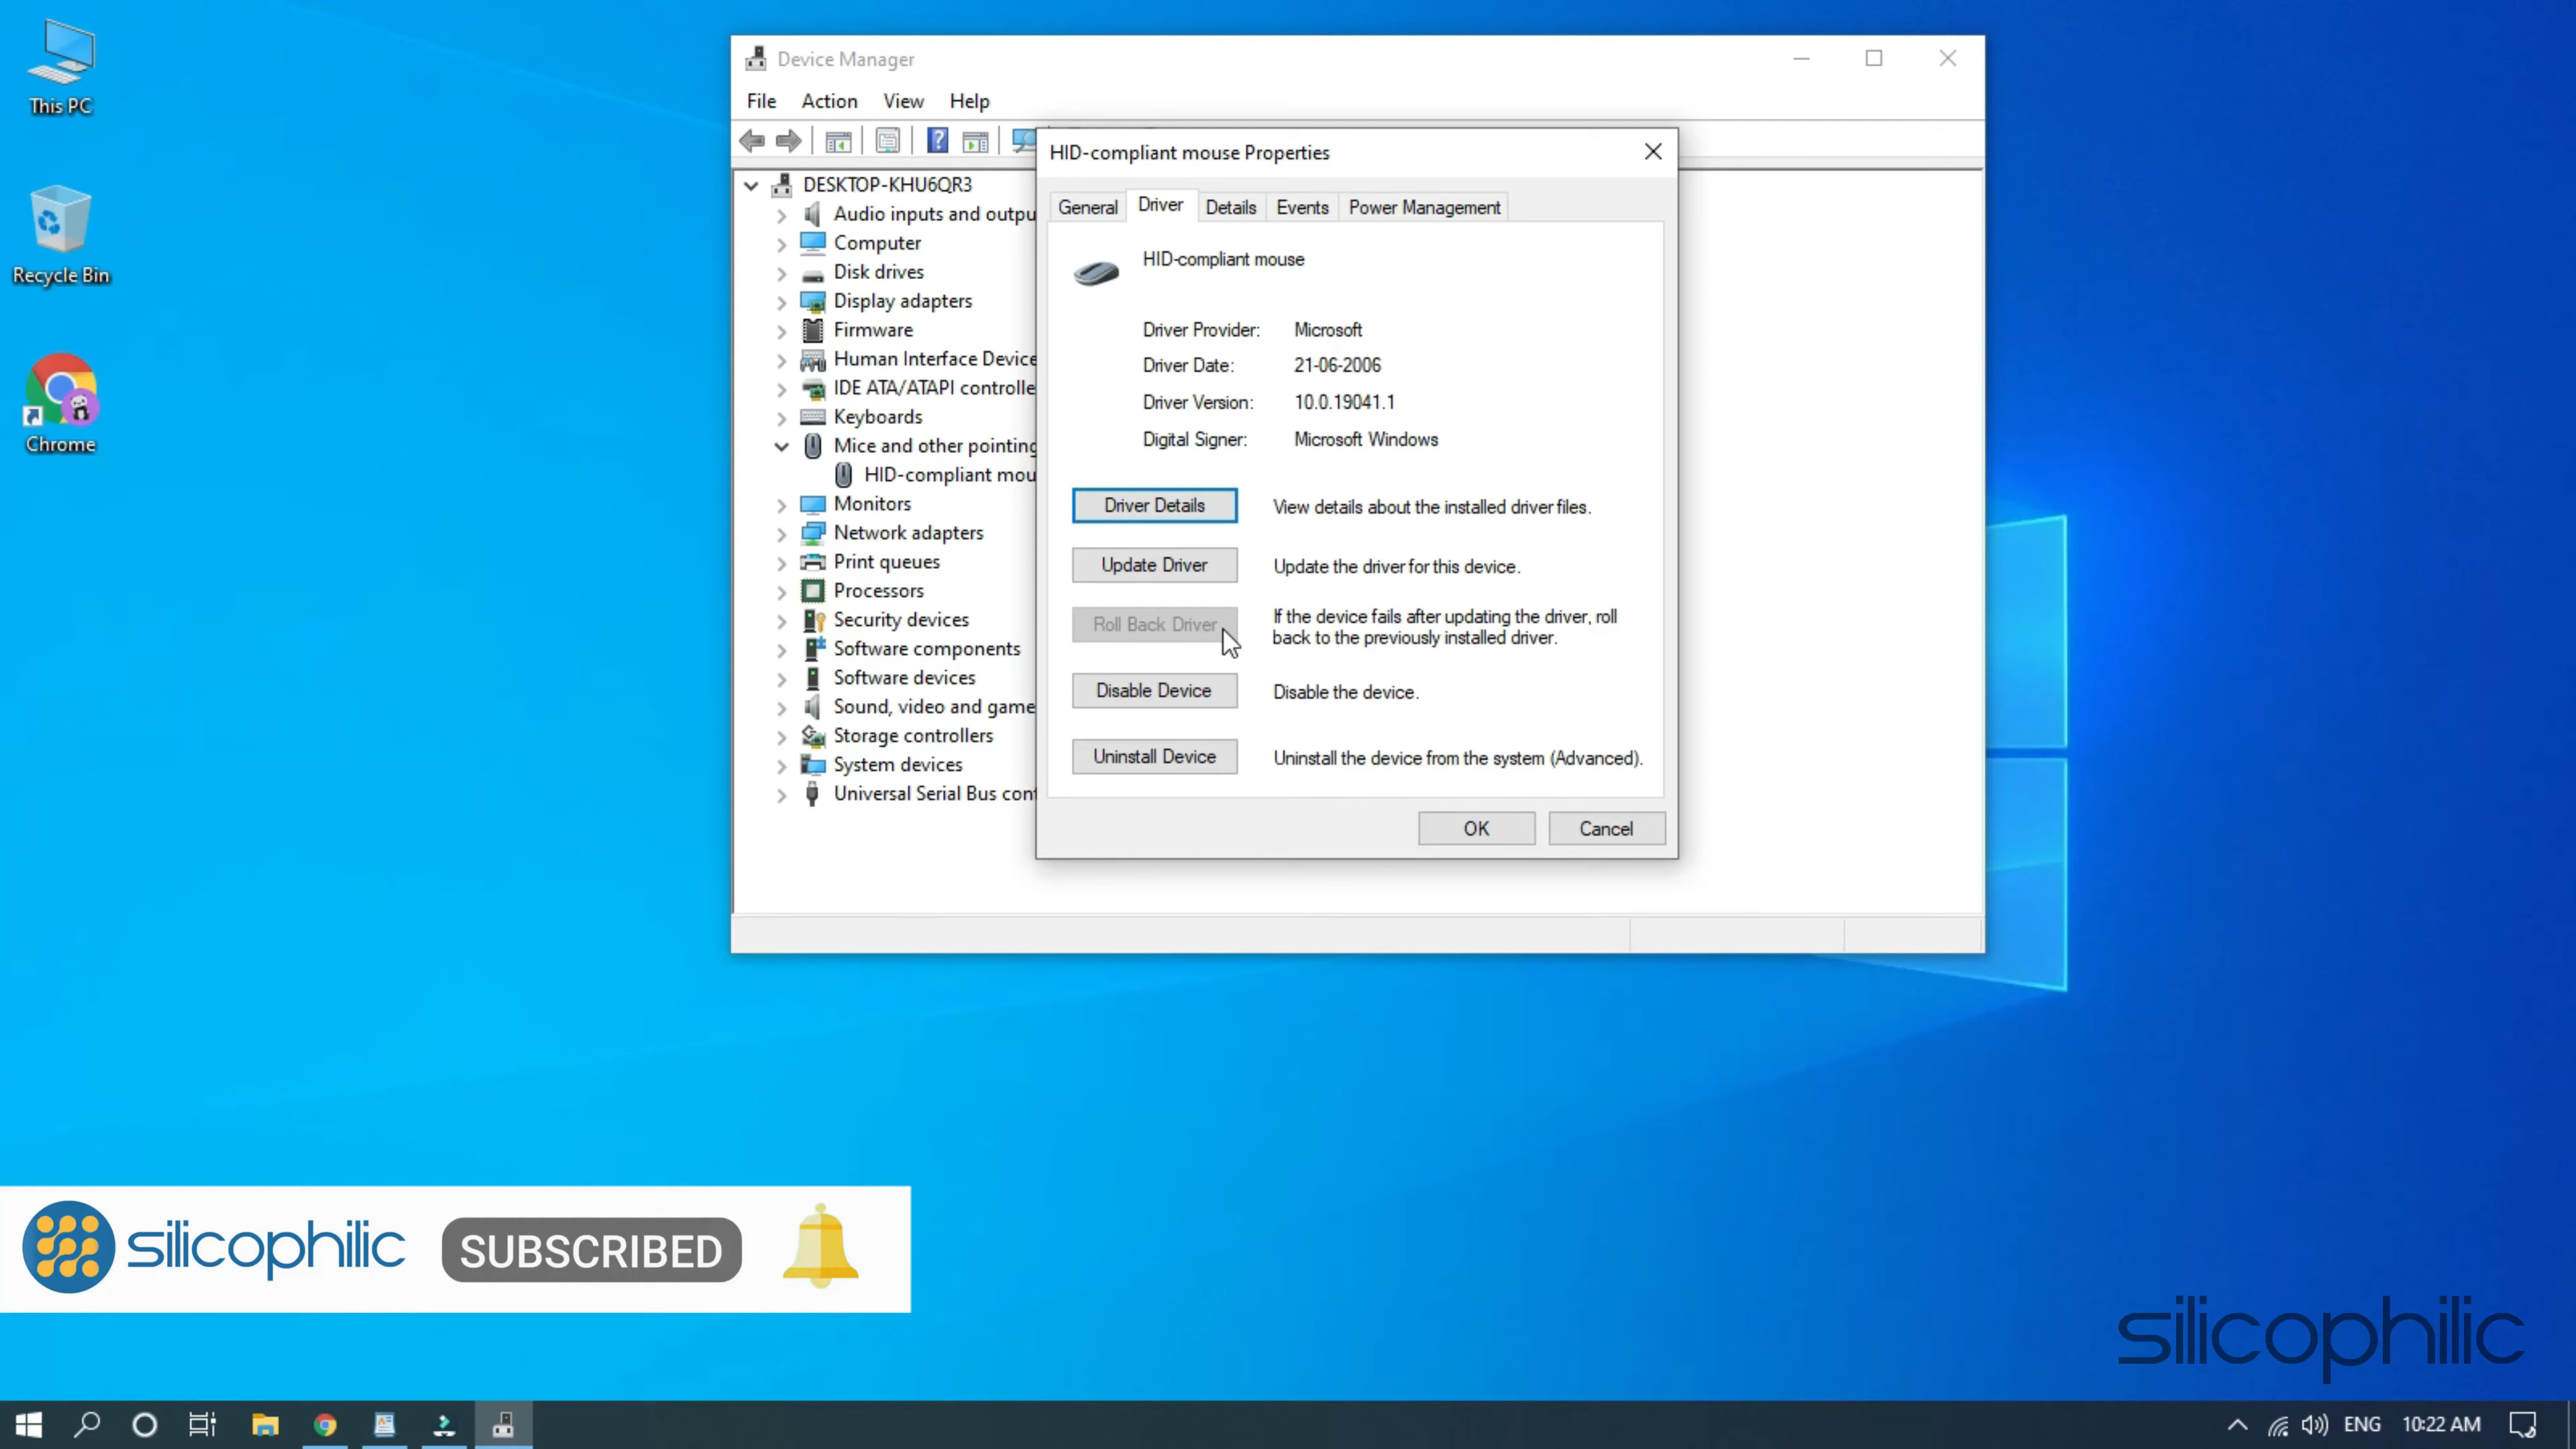 This PC
Recycle Bin
Chrome
Device Manager
File Action View Help
DESKTOP-KHU6QR3
Audio inputs and outpu
Computer
Disk drives
Display adapters
Firmware
Human Interface Device
IDE ATA/ATAPI controlle
Keyboards
Mice and other pointing
HID-compliant mou
Monitors
Network adapters
Print queues
Processors
Security devices
Software components
Software devices
Sound, video and game
Storage controllers
System devices
Universal Serial Bus cont
HID-compliant mouse Properties
General Driver Details Events Power Management
HID-compliant mouse
Driver Provider: Microsoft
Driver Date: 21-06-2006
Driver Version: 10.0.19041.1
Digital Signer: Microsoft Windows
Driver Details View details about the installed driver files.
Update Driver Update the driver for this device.
Roll Back Driver If the device fails after updating the driver, roll
back to the previously installed driver.
Disable Device Disable the device.
Uninstall Device Uninstall the device from the system (Advanced).
OK Cancel
silicophilic SUBSCRIBED
silicophilic
ENG 10:22 AM